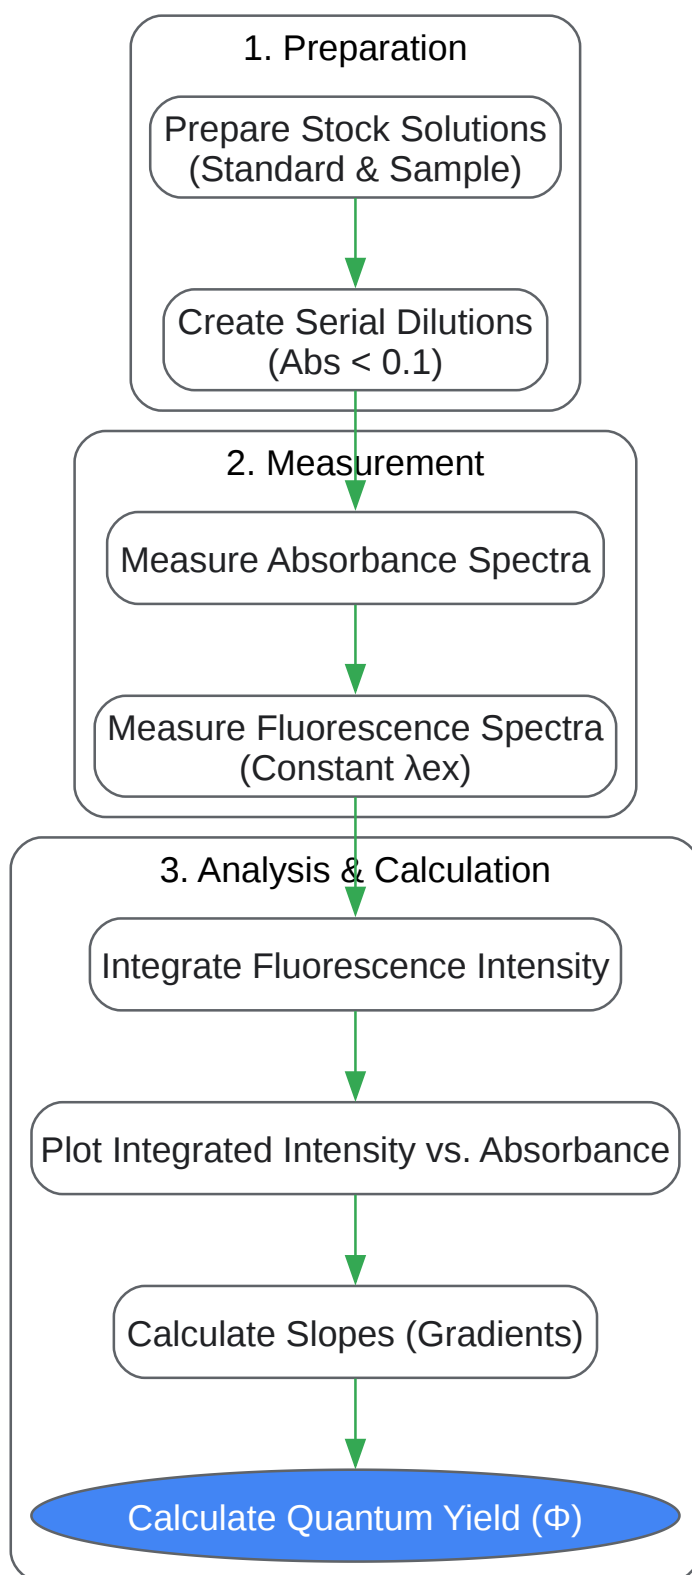 1. Preparation
Prepare Stock Solutions
(Standard & Sample)
Create Serial Dilutions
(Abs < 0.1)
2. Measurement
Measure Absorbance Spectra
Measure Fluorescence Spectra
(Constant λex)
3. Analysis & Calculation
Integrate Fluorescence Intensity
Plot Integrated Intensity vs. Absorbance
Calculate Slopes (Gradients)
Calculate Quantum Yield (Φ)